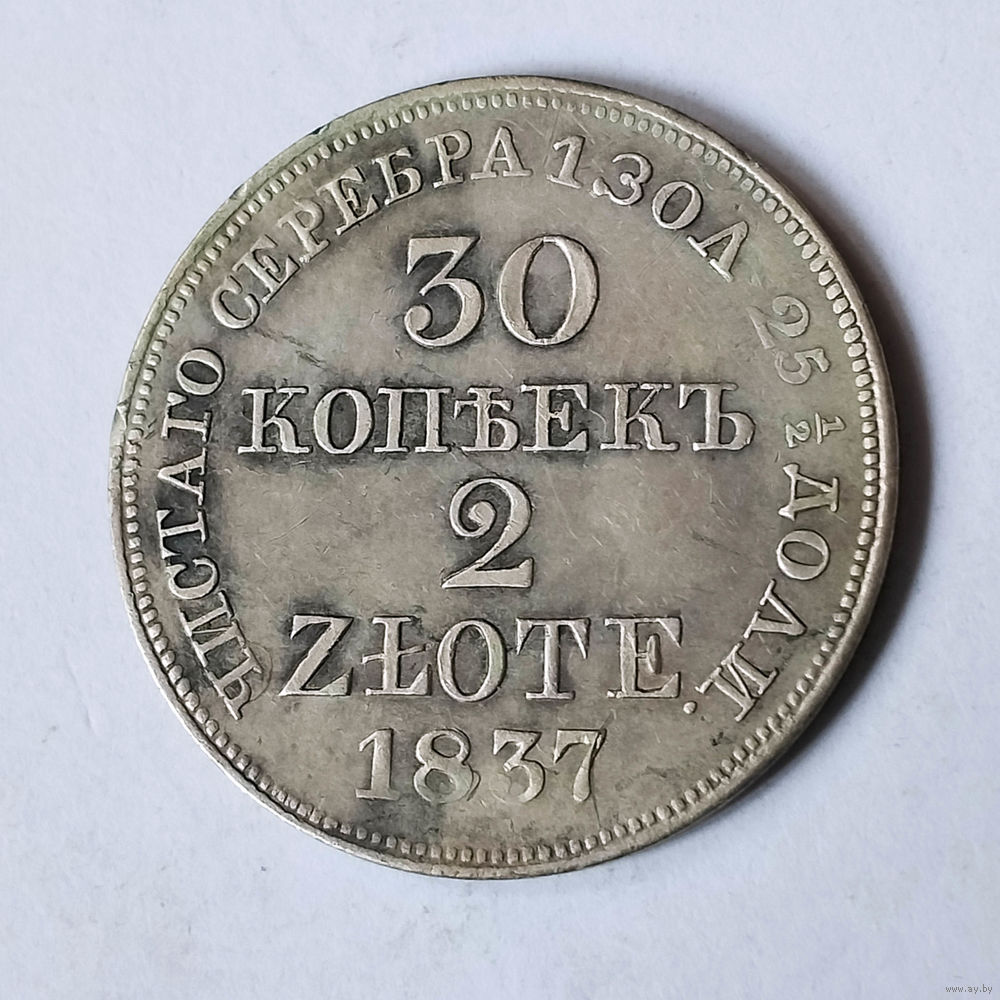 ЧИСТАГО СЕРЕБРА 1 ЗОЛ 25 ½ ДОЛИ.
30
КОПѢЕКЪ
2
ZŁOTE.
1837
www.ay.by